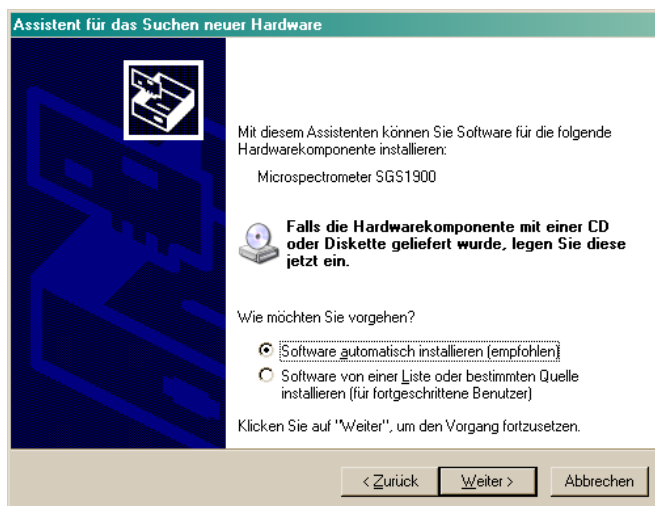 Assistent für das Suchen neuer Hardware
Mit diesem Assistenten können Sie Software für die folgende
Hardwarekomponente installieren:
Microspectrometer SGS1900
Falls die Hardwarekomponente mit einer CD
oder Diskette geliefert wurde, legen Sie diese
jetzt ein.
Wie möchten Sie vorgehen?
Software automatisch installieren (empfohlen)
Software von einer Liste oder bestimmten Quelle
installieren (für fortgeschrittene Benutzer)
Klicken Sie auf "Weiter", um den Vorgang fortzusetzen.
< Zurück Weiter > Abbrechen